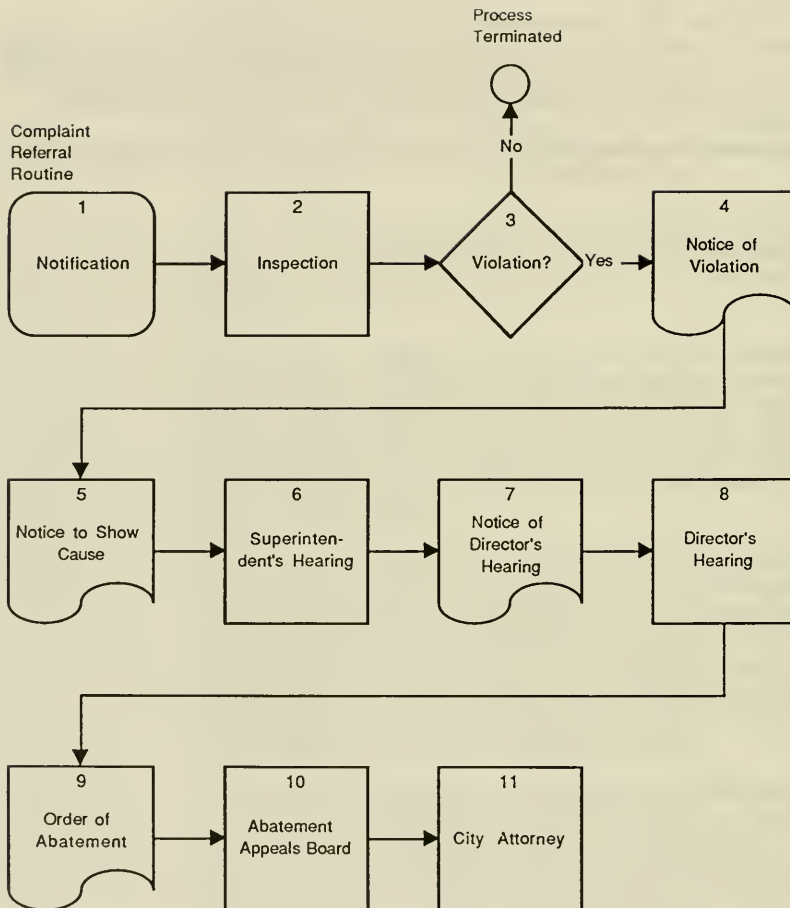 Process
Terminated
No
Complaint
Referral
Routine
1
Notification
2
Inspection
3
Violation?
Yes
4
Notice of
Violation
5
Notice to Show
Cause
6
Superinten-
dent's Hearing
7
Notice of
Director's
Hearing
8
Director's
Hearing
9
Order of
Abatement
10
Abatement
Appeals Board
11
City Attorney